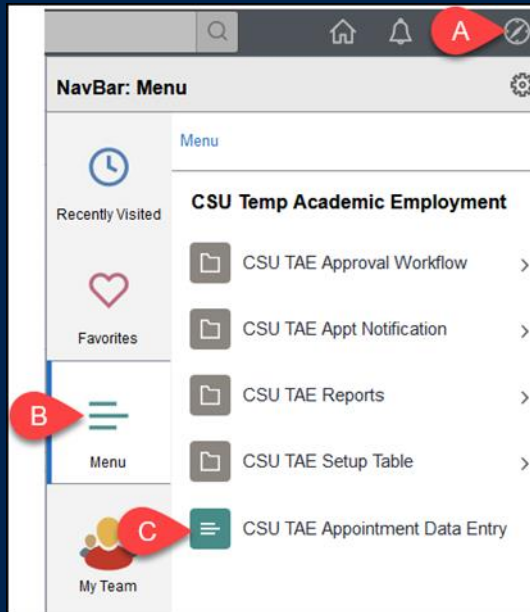 A
NavBar: Menu
Menu
Recently Visited
CSU Temp Academic Employment
CSU TAE Approval Workflow
Favorites
CSU TAE Appt Notification
CSU TAE Reports
B
Menu
CSU TAE Setup Table
C
CSU TAE Appointment Data Entry
My Team